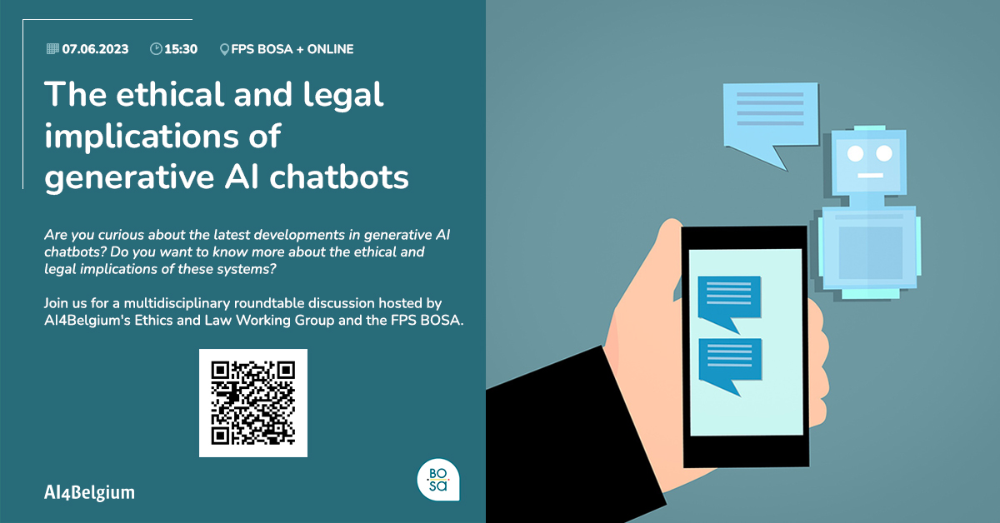 07.06.2023 15:30 FPS BOSA + ONLINE
The ethical and legal
implications of
generative AI chatbots
Are you curious about the latest developments in generative AI
chatbots? Do you want to know more about the ethical and
legal implications of these systems?
Join us for a multidisciplinary roundtable discussion hosted by
AI4Belgium's Ethics and Law Working Group and the FPS BOSA.
AI4Belgium
BO
sa